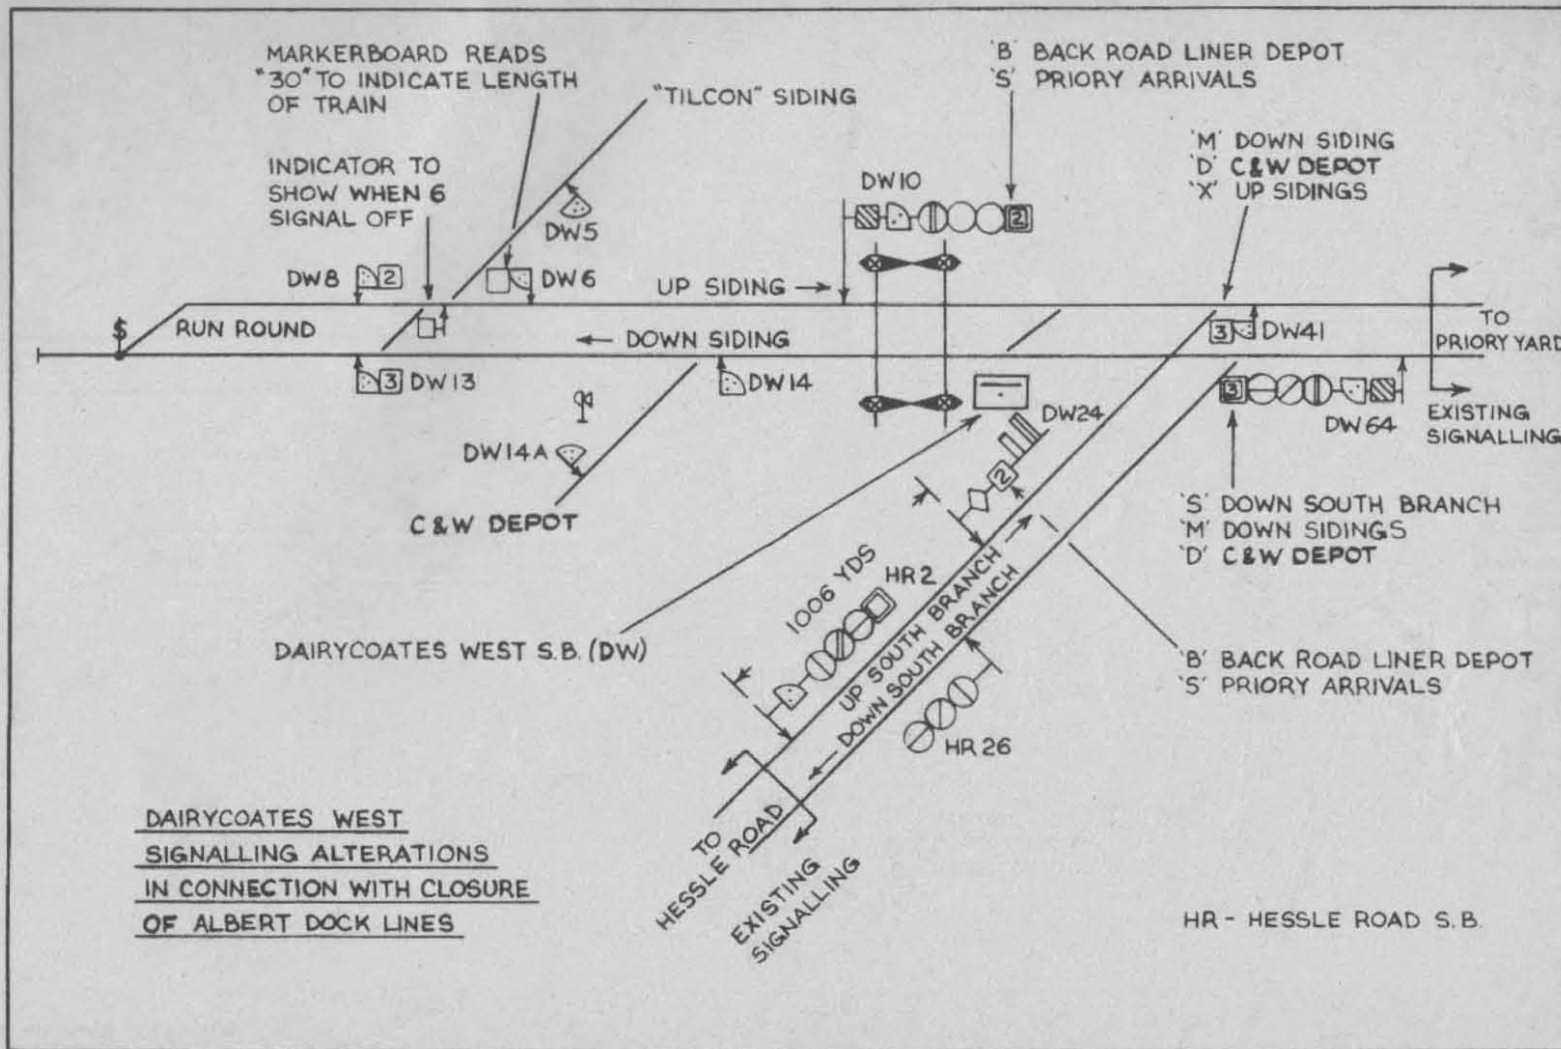 MARKERBOARD READS
"30" TO INDICATE LENGTH
OF TRAIN
"TILCON" SIDING
'B' BACK ROAD LINER DEPOT
'S' PRIORY ARRIVALS
'M' DOWN SIDING
'D' C&W DEPOT
'X' UP SIDINGS
INDICATOR TO
SHOW WHEN 6
SIGNAL OFF
DW5
DW10
2
DW8
2
DW6
UP SIDING
$
RUN ROUND
DOWN SIDING
3
DW41
TO
PRIORY YARD
3
DW13
DW14
DW24
2
3
DW64
EXISTING
SIGNALLING
DW14A
C&W DEPOT
'S' DOWN SOUTH BRANCH
'M' DOWN SIDINGS
'D' C&W DEPOT
1006 YDS
HR2
UP SOUTH BRANCH
DOWN SOUTH BRANCH
DAIRYCOATES WEST S.B. (DW)
'B' BACK ROAD LINER DEPOT
'S' PRIORY ARRIVALS
HR26
TO
HESSLE ROAD
EXISTING
SIGNALLING
DAIRYCOATES WEST
SIGNALLING ALTERATIONS
IN CONNECTION WITH CLOSURE
OF ALBERT DOCK LINES
HR - HESSLE ROAD S.B.